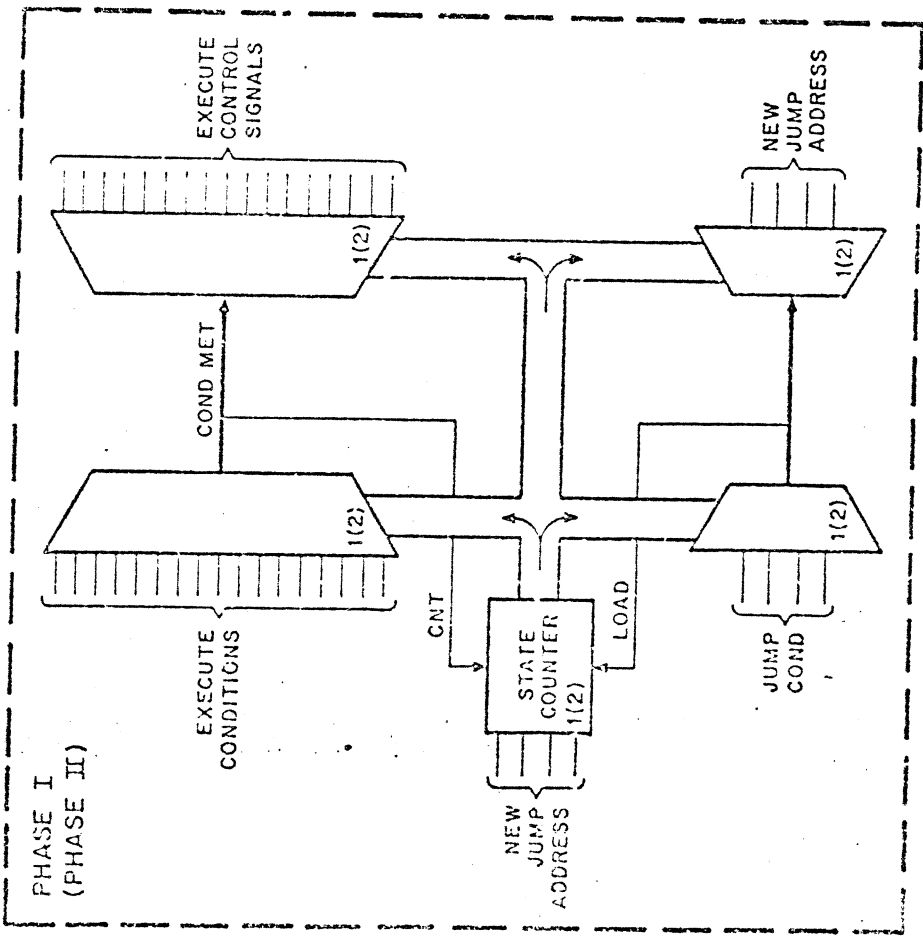 PHASE I
(PHASE II)
EXECUTE
CONDITIONS
1(2)
COND MET
1(2)
EXECUTE
CONTROL
SIGNALS
CNT
NEW
JUMP
ADDRESS
STATE
COUNTER
1(2)
LOAD
JUMP
COND
1(2)
1(2)
NEW
JUMP
ADDRESS